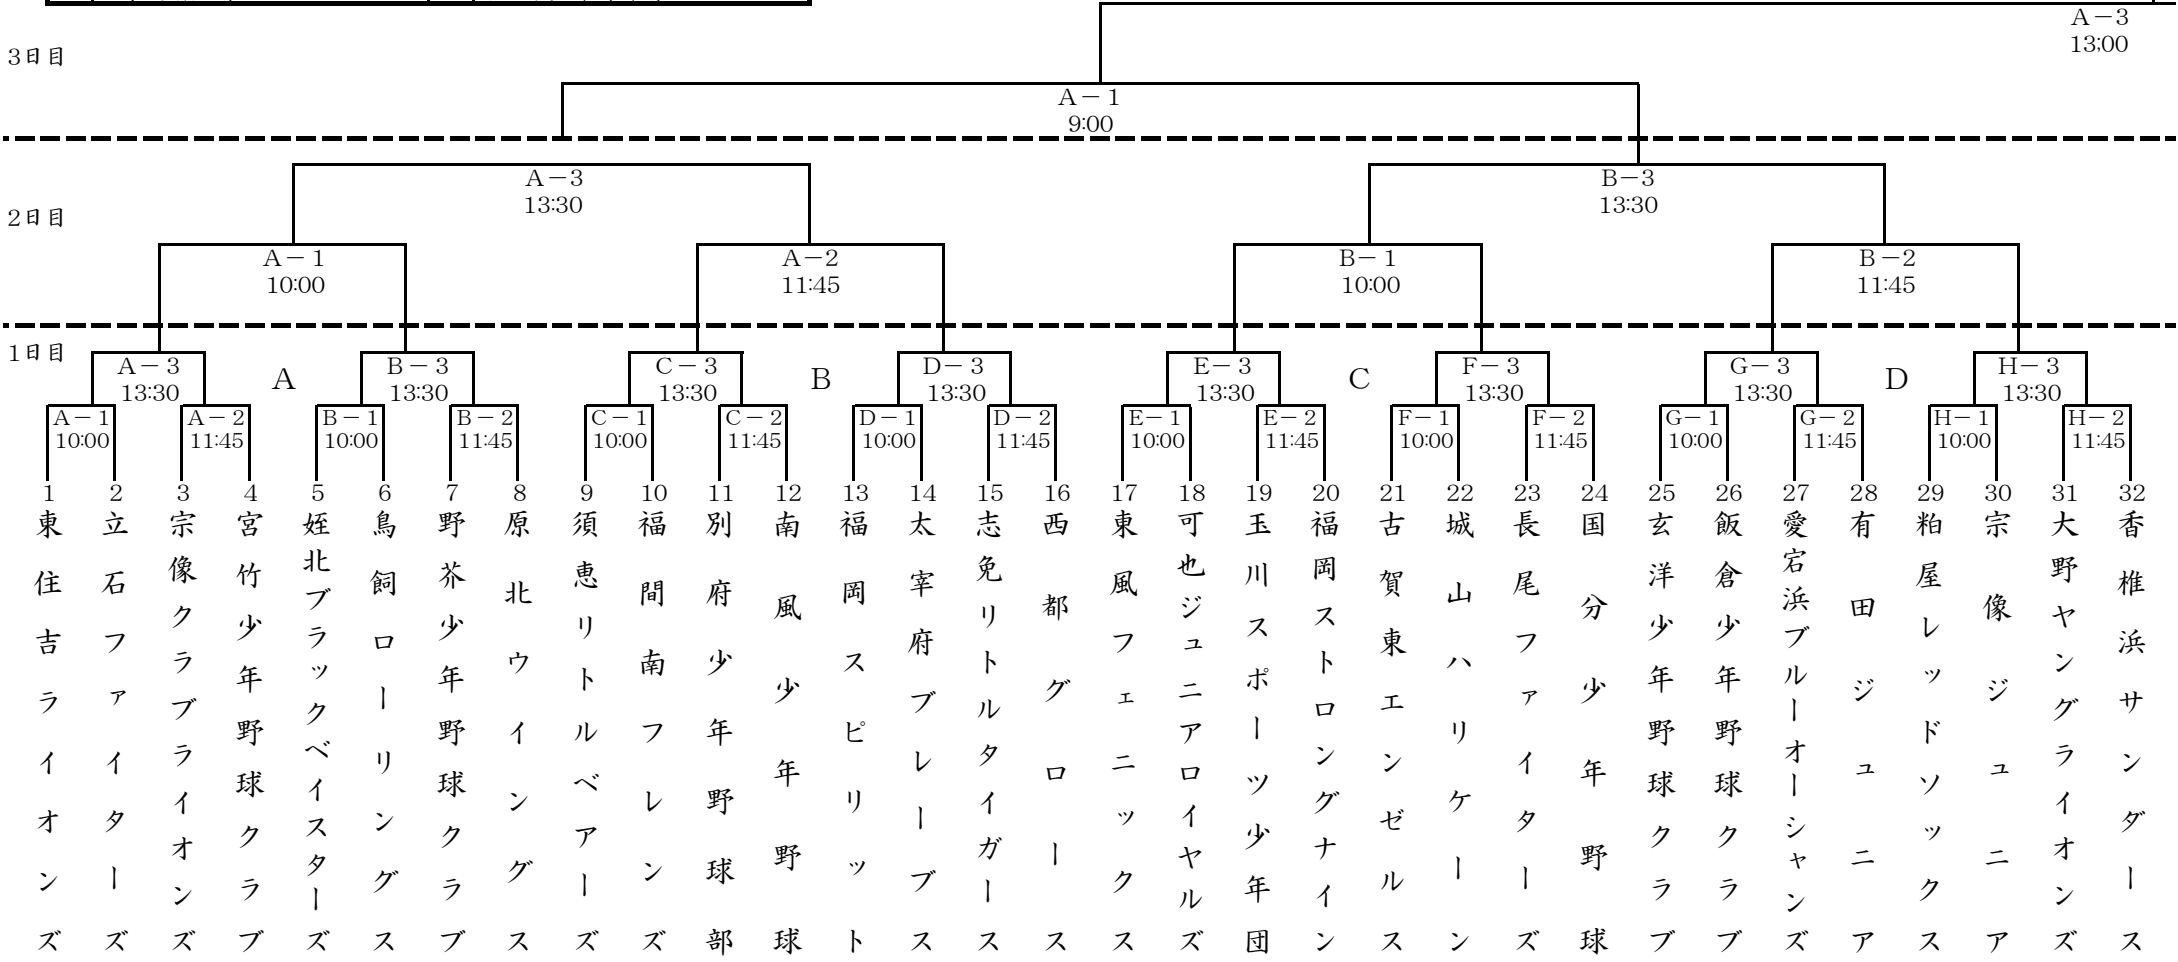 A－3
13:00
3日目
A－1
9:00
A－3
13:30
B－3
13:30
2日目
A－1
10:00
A－2
11:45
B－1
10:00
B－2
11:45
1日目
A－3
13:30
A
B－3
13:30
C－3
13:30
B
D－3
13:30
E－3
13:30
C
F－3
13:30
G－3
13:30
D
H－3
13:30
A－1
10:00
A－2
11:45
B－1
10:00
B－2
11:45
C－1
10:00
C－2
11:45
D－1
10:00
D－2
11:45
E－1
10:00
E－2
11:45
F－1
10:00
F－2
11:45
G－1
10:00
G－2
11:45
H－1
10:00
H－2
11:45
1
東住吉ライオンズ
2
立石ファイターズ
3
宗像クラブライオンズ
4
宮竹少年野球クラブ
5
姪北ブラックベイスターズ
6
鳥飼ローリングス
7
野芥少年野球クラブ
8
原北ウイングス
9
須恵リトルベアーズ
10
福間南フレンズ
11
別府少年野球部
12
南風少年野球
13
福岡スピリット
14
太宰府ブレーブス
15
志免リトルタイガース
16
西都グロース
17
東風フェニックス
18
可也ジュニアロイヤルズ
19
玉川スポーツ少年団
20
福岡ストロングナイン
21
古賀東エンゼルス
22
城山ハリケーン
23
長尾ファイターズ
24
国分少年野球
25
玄洋少年野球クラブ
26
飯倉少年野球クラブ
27
愛宕浜ブルーオーシャンズ
28
有田ジュニア
29
粕屋レッドソックス
30
宗像ジュニア
31
大野ヤングライオンズ
32
香椎浜サンダース